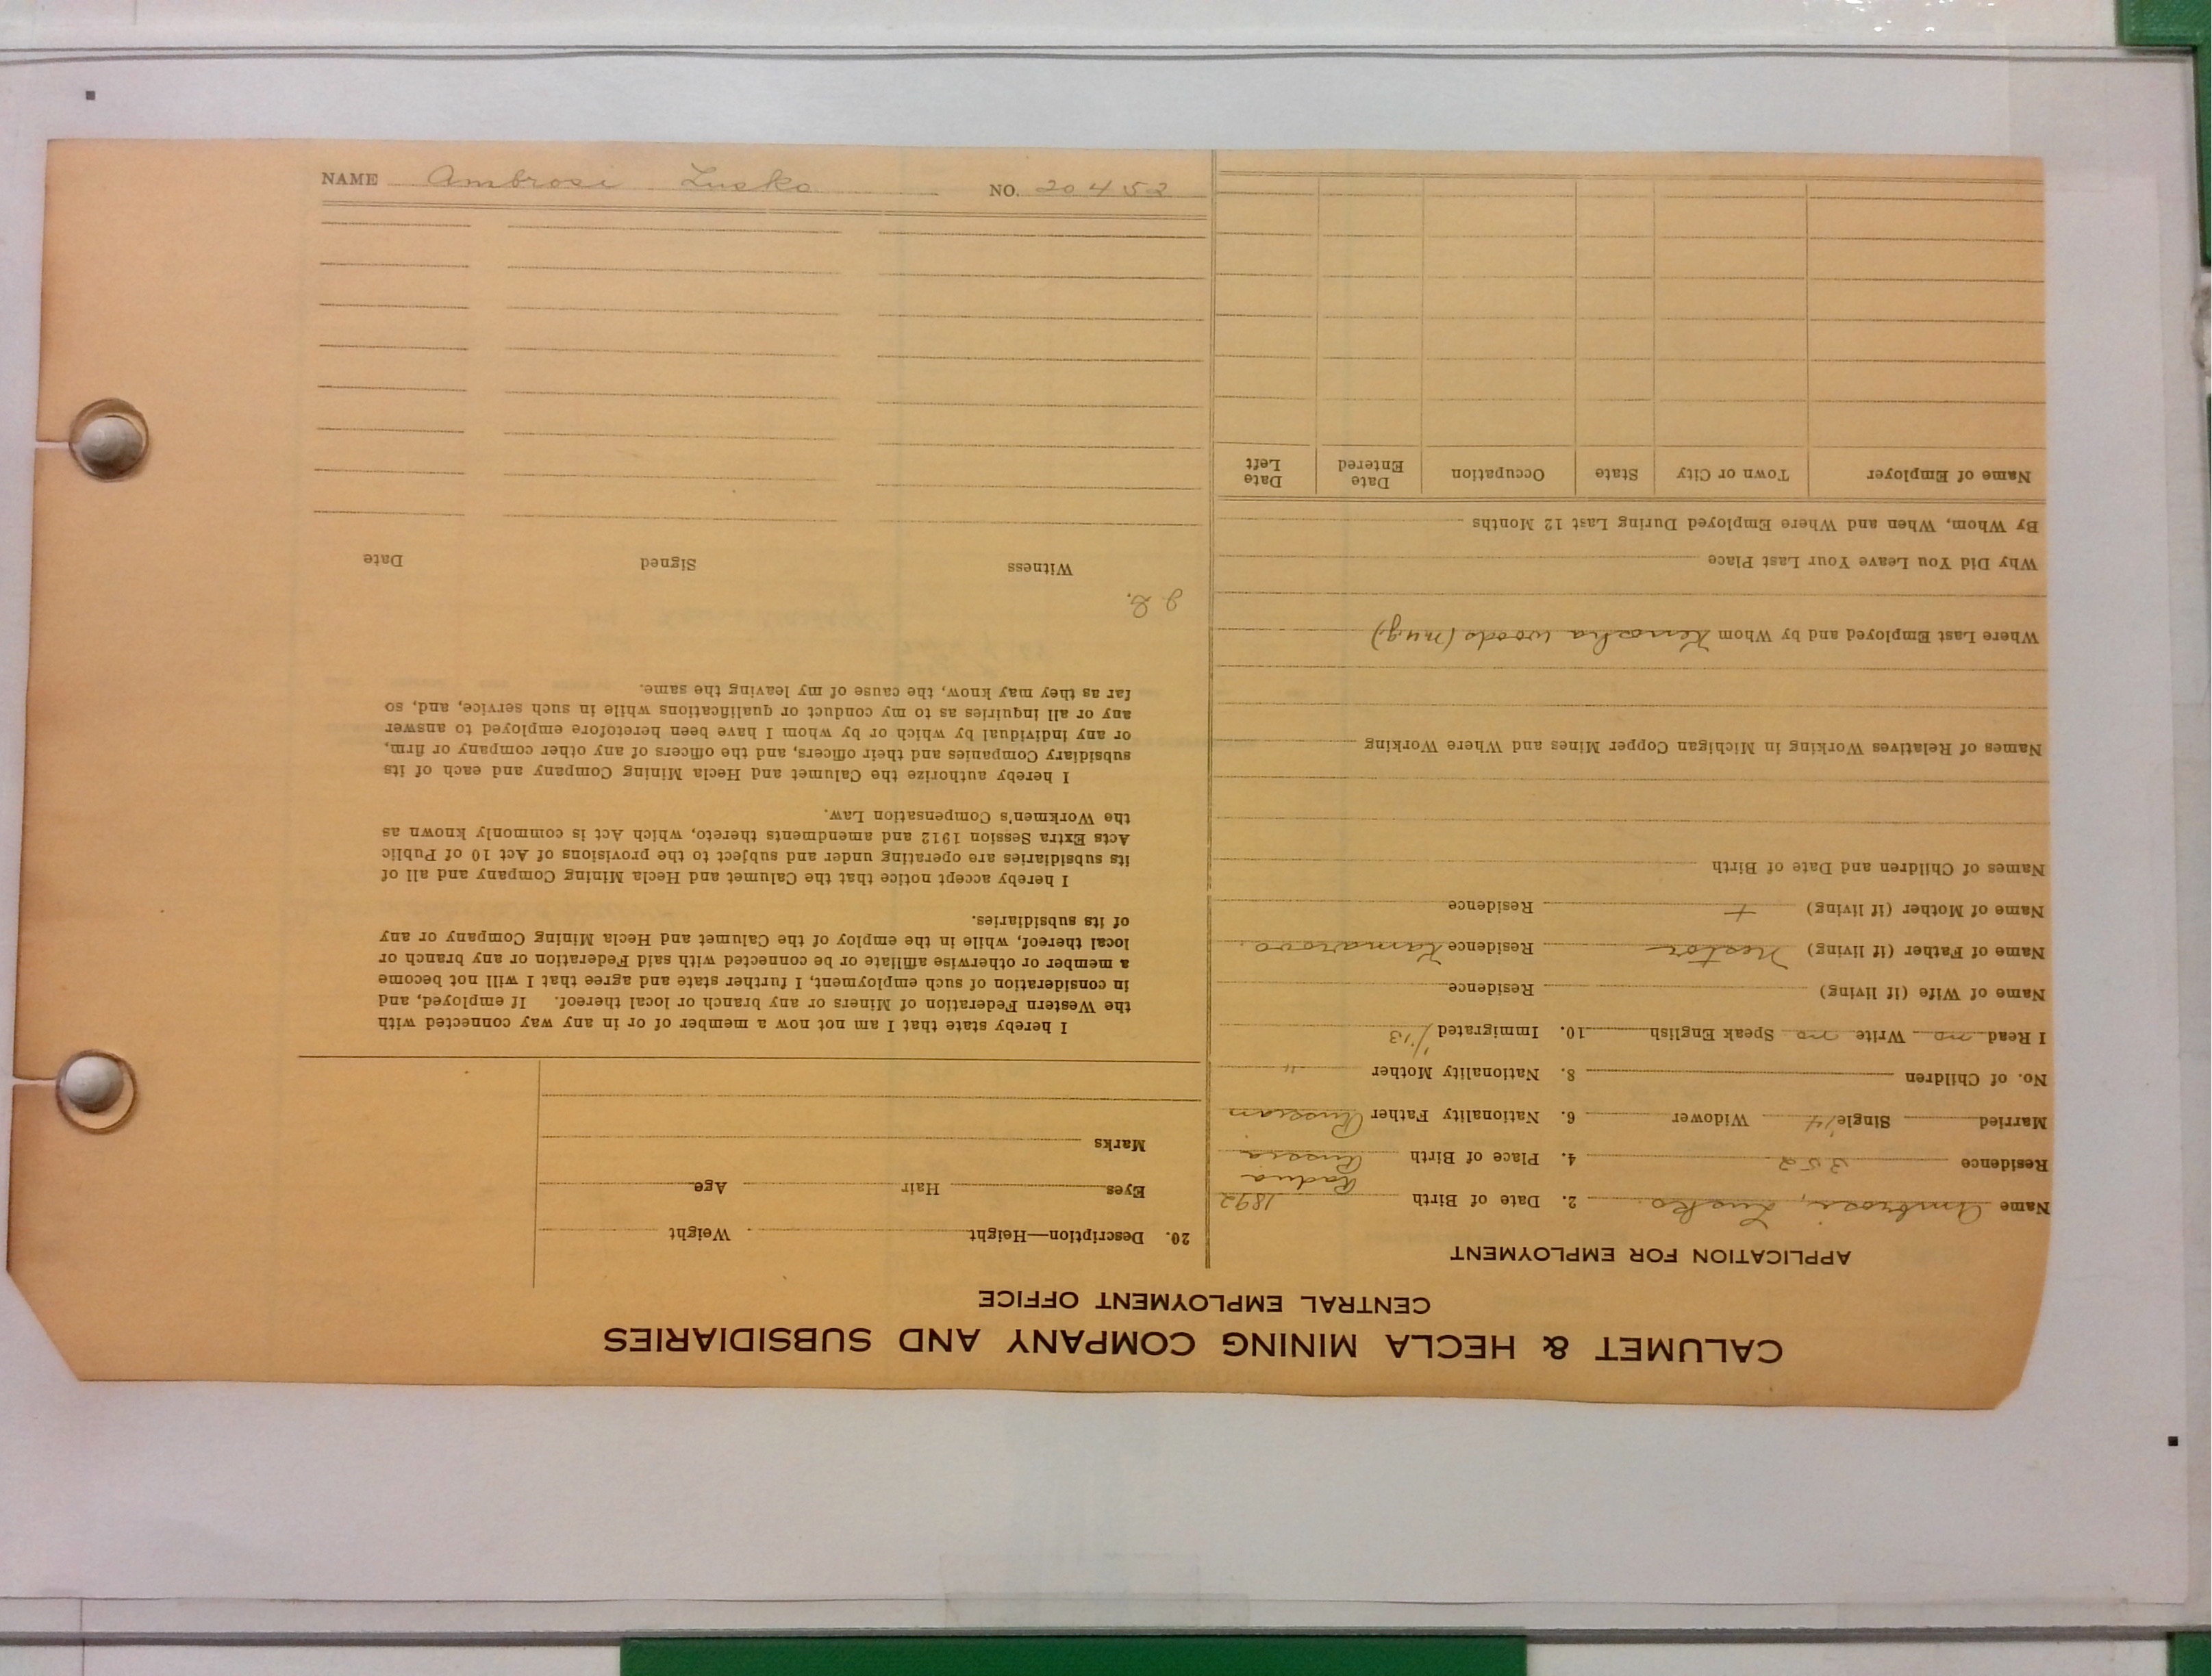 CALUMET & HECLA MINING COMPANY AND SUBSIDIARIES
CENTRAL EMPLOYMENT OFFICE
APPLICATION FOR EMPLOYMENT
Name Ambrosi, Lusko. 2. Date of Birth 1892
Radna
Residence 352 4. Place of Birth Russia
Married Single 14 Widower 6. Nationality Father Russian
No. of Children 8. Nationality Mother "
I Read no Write no Speak English 10. Immigrated 1/13
Name of Wife (if living) Residence
Name of Father (if living) Nestor Residence Kamarovo.
Name of Mother (if living) + Residence
Names of Children and Date of Birth
Names of Relatives Working in Michigan Copper Mines and Where Working
Where Last Employed and by Whom Kenosha woods (mug)
Why Did You Leave Your Last Place
By Whom, When and Where Employed During Last 12 Months
Name of Employer Town or City State Occupation Date Entered Date Left
20. Description—Height Weight
Eyes Hair Age
Marks
I hereby state that I am not now a member of or in any way connected with
the Western Federation of Miners or any branch or local thereof. If employed, and
in consideration of such employment, I further state and agree that I will not become
a member or otherwise affiliate or be connected with said Federation or any branch or
local thereof, while in the employ of the Calumet and Hecla Mining Company or any
of its subsidiaries.
I hereby accept notice that the Calumet and Hecla Mining Company and all of
its subsidiaries are operating under and subject to the provisions of Act 10 of Public
Acts Extra Session 1912 and amendments thereto, which Act is commonly known as
the Workmen's Compensation Law.
I hereby authorize the Calumet and Hecla Mining Company and each of its
subsidiary Companies and their officers, and the officers of any other company or firm,
or any individual by which or by whom I have been heretofore employed to answer
any or all inquiries as to my conduct or qualifications while in such service, and, so
far as they may know, the cause of my leaving the same.
Witness Signed Date
NAME Ambrosi Lusko NO. 20452